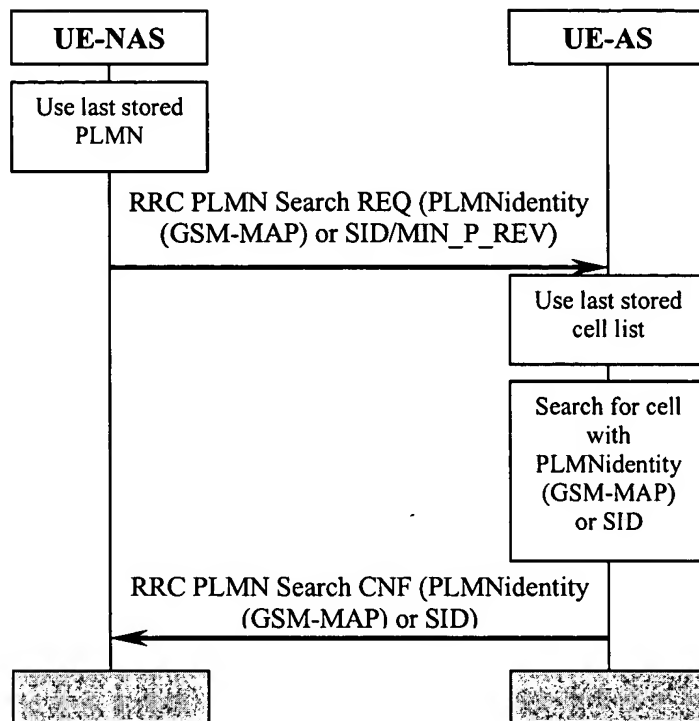 UE-NAS
UE-AS
Use last stored
PLMN
RRC PLMN Search REQ (PLMNidentity
(GSM-MAP) or SID/MIN_P_REV)
Use last stored
cell list
Search for cell
with
PLMNidentity
(GSM-MAP)
or SID
RRC PLMN Search CNF (PLMNidentity
(GSM-MAP) or SID)